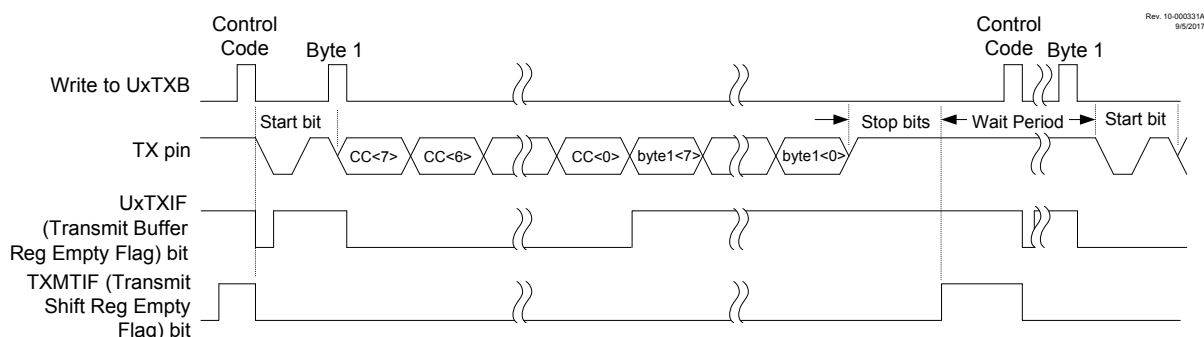 Rev. 10-000331A
9/5/2017
Control
Code
Byte 1
Control
Code
Byte 1
Write to UxTXB
Start bit
Stop bits
Wait Period
Start bit
TX pin
CC<7>
CC<6>
CC<0>
byte1<7>
byte1<0>
UxTXIF
(Transmit Buffer
Reg Empty Flag) bit
TXMTIF (Transmit
Shift Reg Empty
Flag) bit